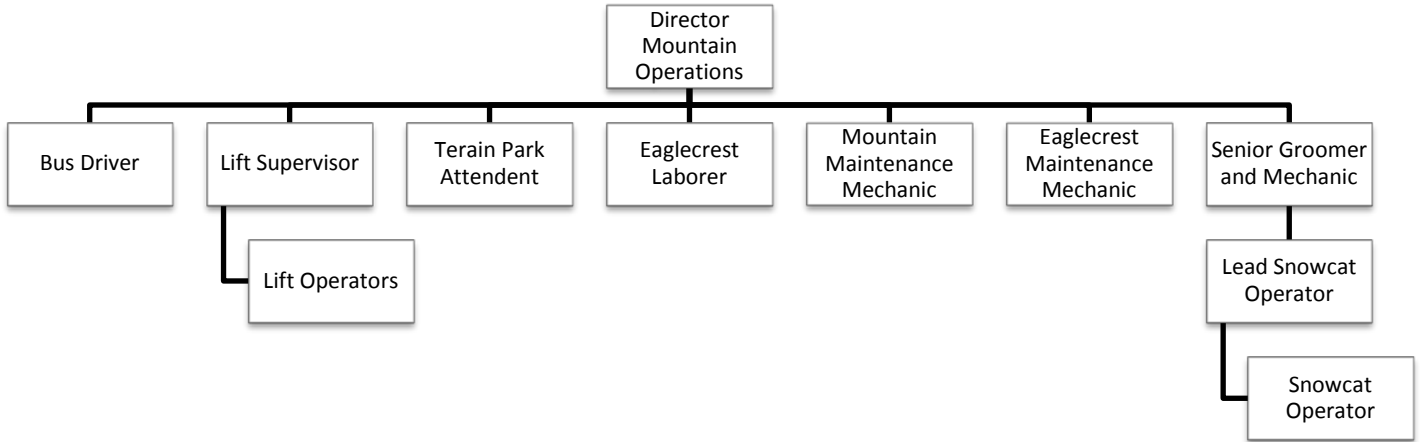 Director
Mountain
Operations
Bus Driver
Lift Supervisor
Terain Park
Attendent
Eaglecrest
Laborer
Mountain
Maintenance
Mechanic
Eaglecrest
Maintenance
Mechanic
Senior Groomer
and Mechanic
Lift Operators
Lead Snowcat
Operator
Snowcat
Operator